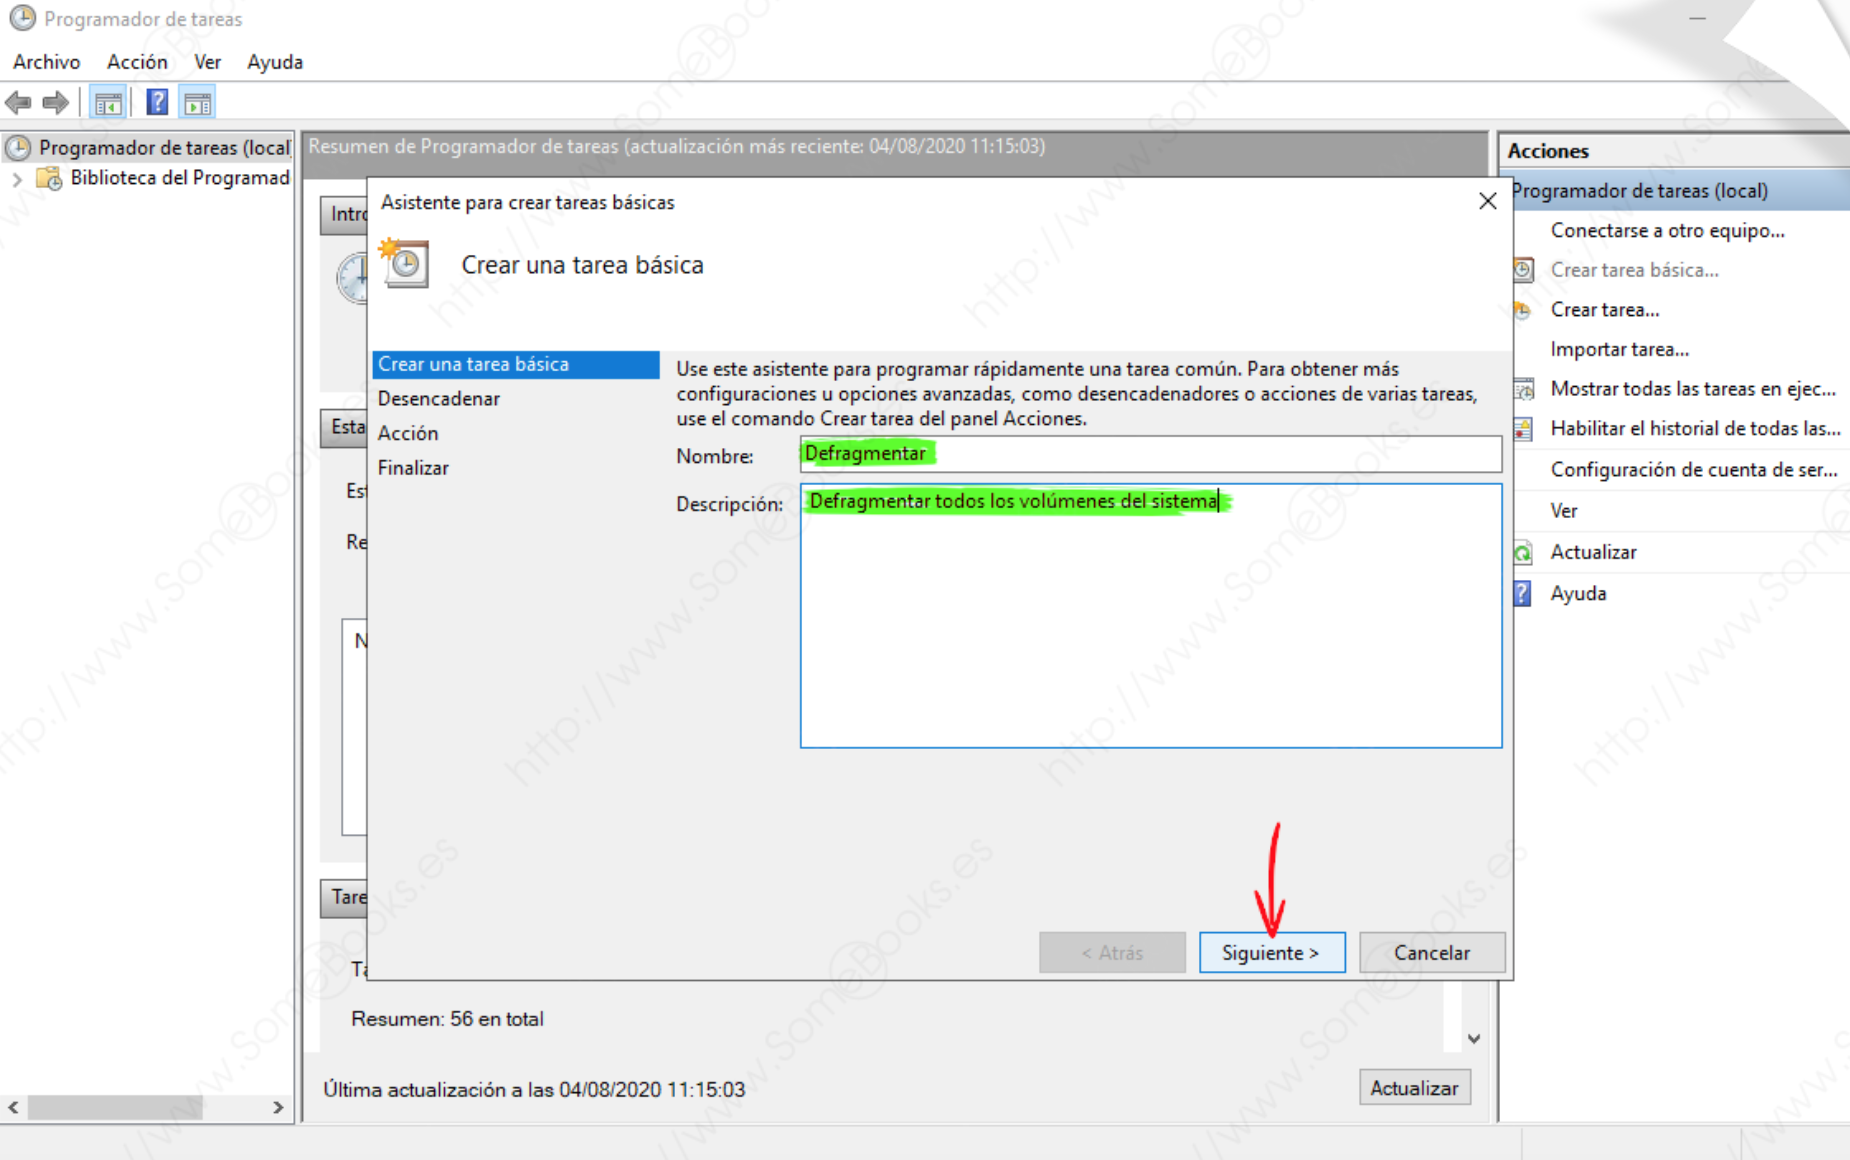 Programador de tareas
Archivo Acción Ver Ayuda
Programador de tareas (local
Biblioteca del Programad
Resumen de Programador de tareas (actualización más reciente: 04/08/2020 11:15:03)
Intro
Esta
Est
Re
N
Tare
Ta
Resumen: 56 en total
Última actualización a las 04/08/2020 11:15:03
Actualizar
Asistente para crear tareas básicas
Crear una tarea básica
Crear una tarea básica
Desencadenar
Acción
Finalizar
Use este asistente para programar rápidamente una tarea común. Para obtener más
configuraciones u opciones avanzadas, como desencadenadores o acciones de varias tareas,
use el comando Crear tarea del panel Acciones.
Nombre: Defragmentar
Descripción: Defragmentar todos los volúmenes del sistema
< Atrás Siguiente > Cancelar
Acciones
Programador de tareas (local)
Conectarse a otro equipo...
Crear tarea básica...
Crear tarea...
Importar tarea...
Mostrar todas las tareas en ejec...
Habilitar el historial de todas las...
Configuración de cuenta de ser...
Ver
Actualizar
Ayuda
http://www.SomeBooks.es